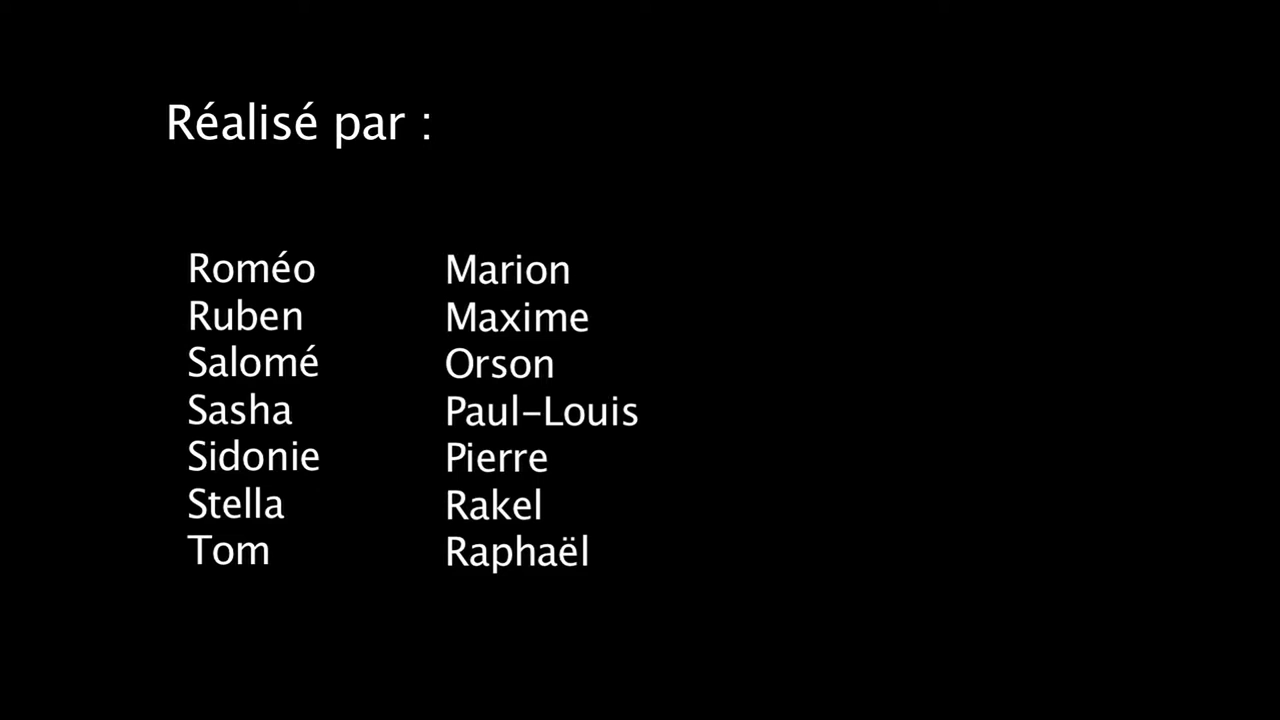 Réalisé par :
Roméo
Ruben
Salomé
Sasha
Sidonie
Stella
Tom
Marion
Maxime
Orson
Paul-Louis
Pierre
Rakel
Raphaël